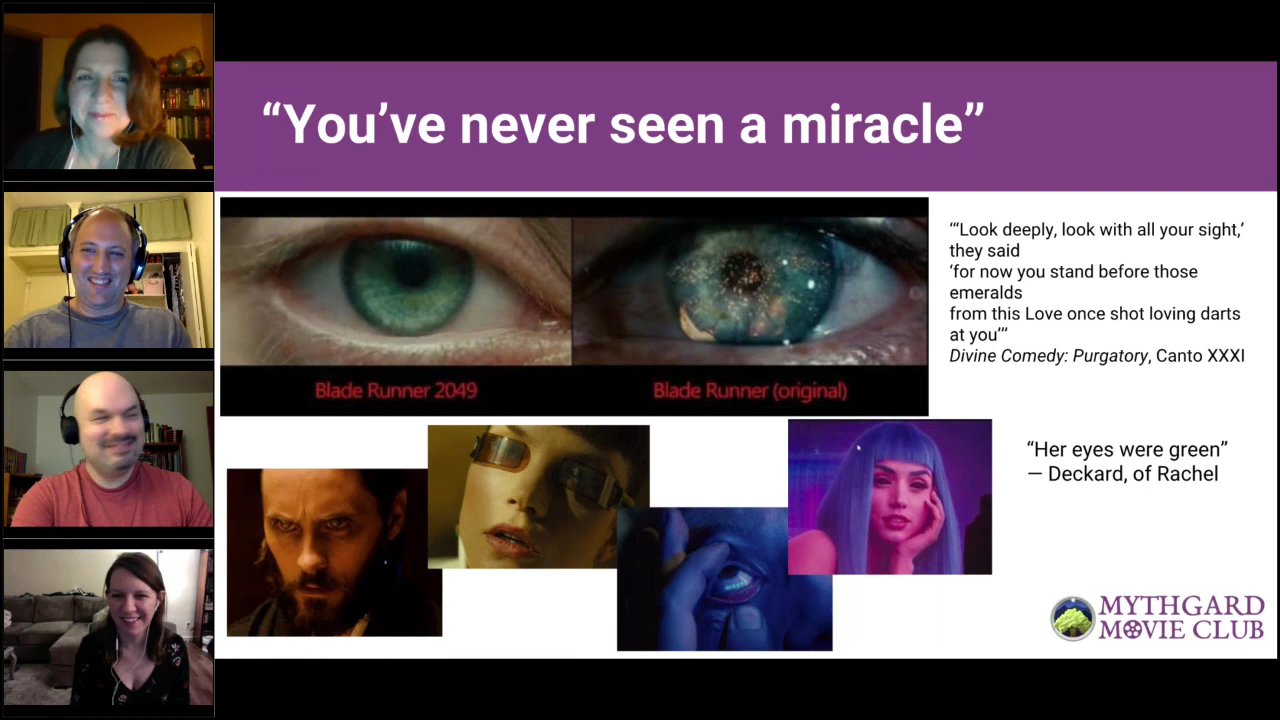 “You’ve never seen a miracle”
“‘Look deeply, look with all your sight,’
they said
‘for now you stand before those
emeralds
from this Love once shot loving darts
at you’”
Divine Comedy: Purgatory, Canto XXXI
Blade Runner 2049
Blade Runner (original)
“Her eyes were green”
— Deckard, of Rachel
MYTHGARD
MOVIE CLUB